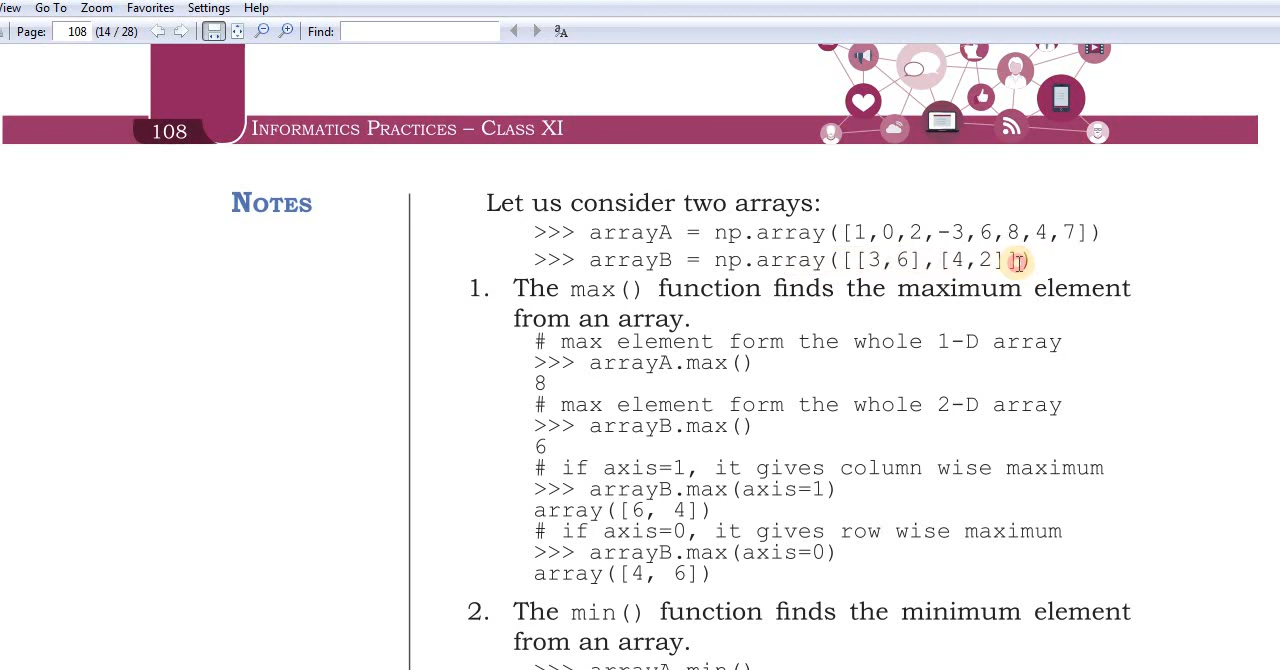 View Go To Zoom Favorites Settings Help
Page: 108 (14 / 28) Find:
108 INFORMATICS PRACTICES – CLASS XI
NOTES
Let us consider two arrays:
>>> arrayA = np.array([1,0,2,-3,6,8,4,7])
>>> arrayB = np.array([[3,6],[4,2]])
1. The max() function finds the maximum element
from an array.
# max element form the whole 1-D array
>>> arrayA.max()
8
# max element form the whole 2-D array
>>> arrayB.max()
6
# if axis=1, it gives column wise maximum
>>> arrayB.max(axis=1)
array([6, 4])
# if axis=0, it gives row wise maximum
>>> arrayB.max(axis=0)
array([4, 6])
2. The min() function finds the minimum element
from an array.
>>> arrayA.min()